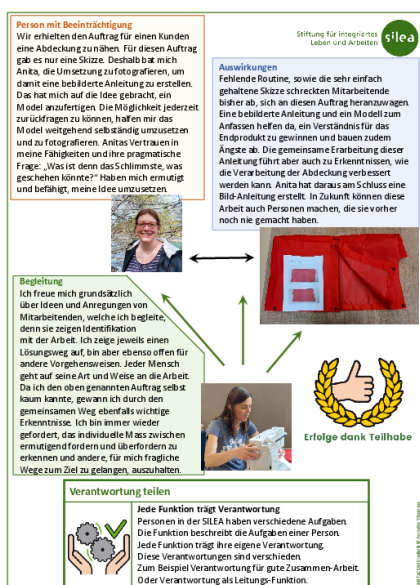 Person mit Beeinträchtigung
Wir erhielten den Auftrag für einen Kunden
eine Abdeckung zu nähen. Für diesen Auftrag
gab es nur eine Skizze. Deshalb bat mich
Anita, die Umsetzung zu fotografieren, um
damit eine bebilderte Anleitung zu erstellen.
Das hat mich auf die Idee gebracht, ein
Model anzufertigen. Die Möglichkeit jederzeit
zurückfragen zu können, half mir das
Model weitgehend selbständig umzusetzen
und zu fotografieren. Anitas Vertrauen in
meine Fähigkeiten und ihre pragmatische
Frage: „Was ist denn das Schlimmste, was
geschehen könnte?“ Haben mich ermutigt
und befähigt, meine Idee umzusetzen.
Stiftung für integriertes
Leben und Arbeiten
silea
Auswirkungen
Fehlende Routine, sowie die sehr einfach
gehaltene Skizze schreckten Mitarbeitende
bisher ab, sich an diesen Auftrag heranzuwagen.
Eine bebilderte Anleitung und ein Modell zum
Anfassen helfen da, ein Verständnis für das
Endprodukt zu gewinnen und bauen zudem
Ängste ab. Die gemeinsame Erarbeitung dieser
Anleitung führt aber auch zu Erkenntnissen, wie
die Verarbeitung der Abdeckung verbessert
werden kann. Anita hat daraus am Schluss eine
Bild-Anleitung erstellt. In Zukunft können diese
Arbeit auch Personen machen, die sie vorher
noch nie gemacht haben.
Begleitung
Ich freue mich grundsätzlich
über Ideen und Anregungen von
Mitarbeitenden, welche ich begleite,
denn sie zeigen Identifikation
mit der Arbeit. Ich zeige jeweils einen
Lösungsweg auf, bin aber ebenso offen für
andere Vorgehensweisen. Jeder Mensch
geht auf seine Art und Weise an die Arbeit.
Da ich den oben genannten Auftrag selbst
kaum kannte, gewann ich durch den
gemeinsamen Weg ebenfalls wichtige
Erkenntnisse. Ich bin immer wieder
gefordert, das individuelle Mass zwischen
ermutigend fordern und überfordern zu
erkennen und andere, für mich fragliche
Wege zum Ziel zu gelangen, auszuhalten.
Erfolge dank Teilhabe
Verantwortung teilen
Jede Funktion trägt Verantwortung
Personen in der SILEA haben verschiedene Aufgaben.
Die Funktion beschreibt die Aufgaben einer Person.
Jede Funktion trägt ihre eigene Verantwortung.
Diese Verantwortungen sind verschieden.
Zum Beispiel Verantwortung für gute Zusammen-Arbeit.
Oder Verantwortung als Leitungs-Funktion.